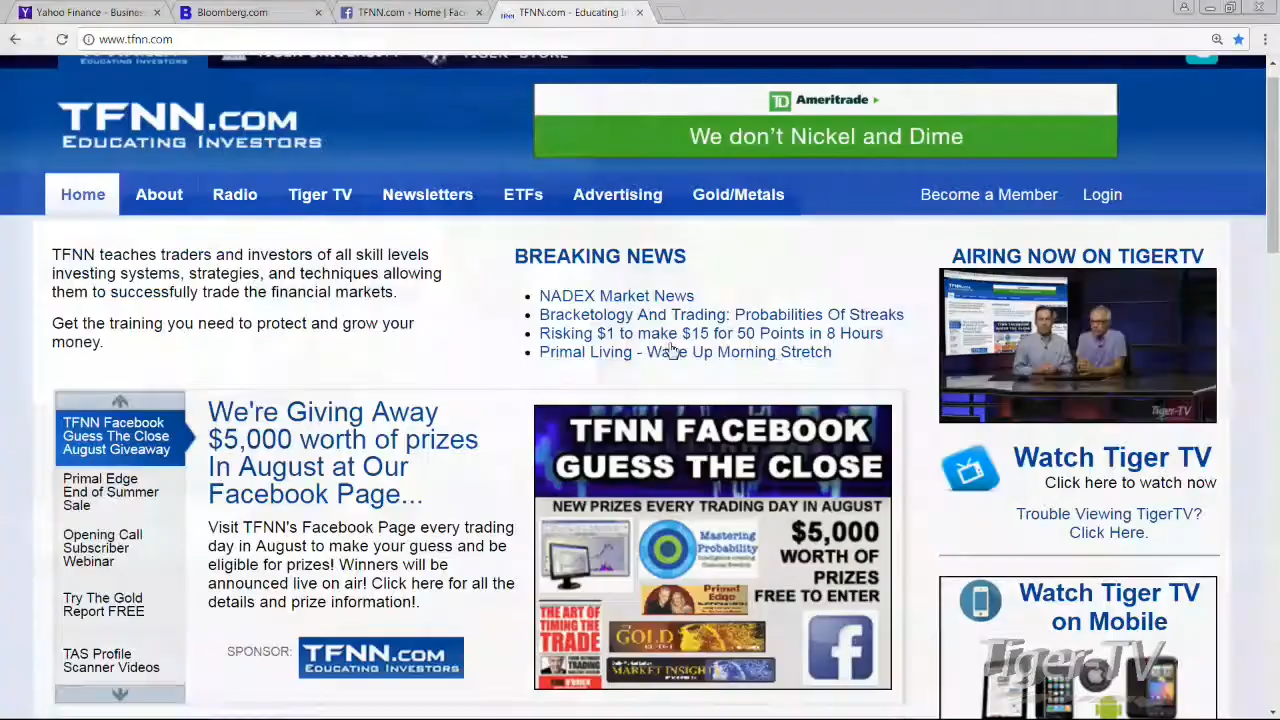 Yahoo Finance - Busines
Bloomberg.com
TFNN.com - Home | Fac
TFNN.com - Educating In
www.tfnn.com
EDUCATING INVESTORS
TFNN.COM
EDUCATING INVESTORS
Ameritrade
We don't Nickel and Dime
Home
About
Radio
Tiger TV
Newsletters
ETFs
Advertising
Gold/Metals
Become a Member
Login
TFNN teaches traders and investors of all skill levels
investing systems, strategies, and techniques allowing
them to successfully trade the financial markets.
Get the training you need to protect and grow your
money.
BREAKING NEWS
NADEX Market News
Bracketology And Trading: Probabilities Of Streaks
Risking $1 to make $15 for 50 Points in 8 Hours
Primal Living - Wake Up Morning Stretch
AIRING NOW ON TIGERTV
Tiger-TV
Watch Tiger TV
Click here to watch now
Trouble Viewing TigerTV?
Click Here.
TFNN Facebook
Guess The Close
August Giveaway
Primal Edge
End of Summer
Sale
Opening Call
Subscriber
Webinar
Try The Gold
Report FREE
TAS Profile
Scanner Videos
We're Giving Away
$5,000 worth of prizes
In August at Our
Facebook Page...
Visit TFNN's Facebook Page every trading
day in August to make your guess and be
eligible for prizes! Winners will be
announced live on air! Click here for all the
details and prize information!.
SPONSOR:
TFNN.COM
EDUCATING INVESTORS
TFNN FACEBOOK
GUESS THE CLOSE
NEW PRIZES EVERY TRADING DAY IN AUGUST
Mastering
Probability
$5,000
WORTH OF
PRIZES
FREE TO ENTER
Primal Edge
THE ART OF
TIMING THE
TRADE
GOLD
MARKET INSIGHT
Watch Tiger TV
on Mobile
TigerTV